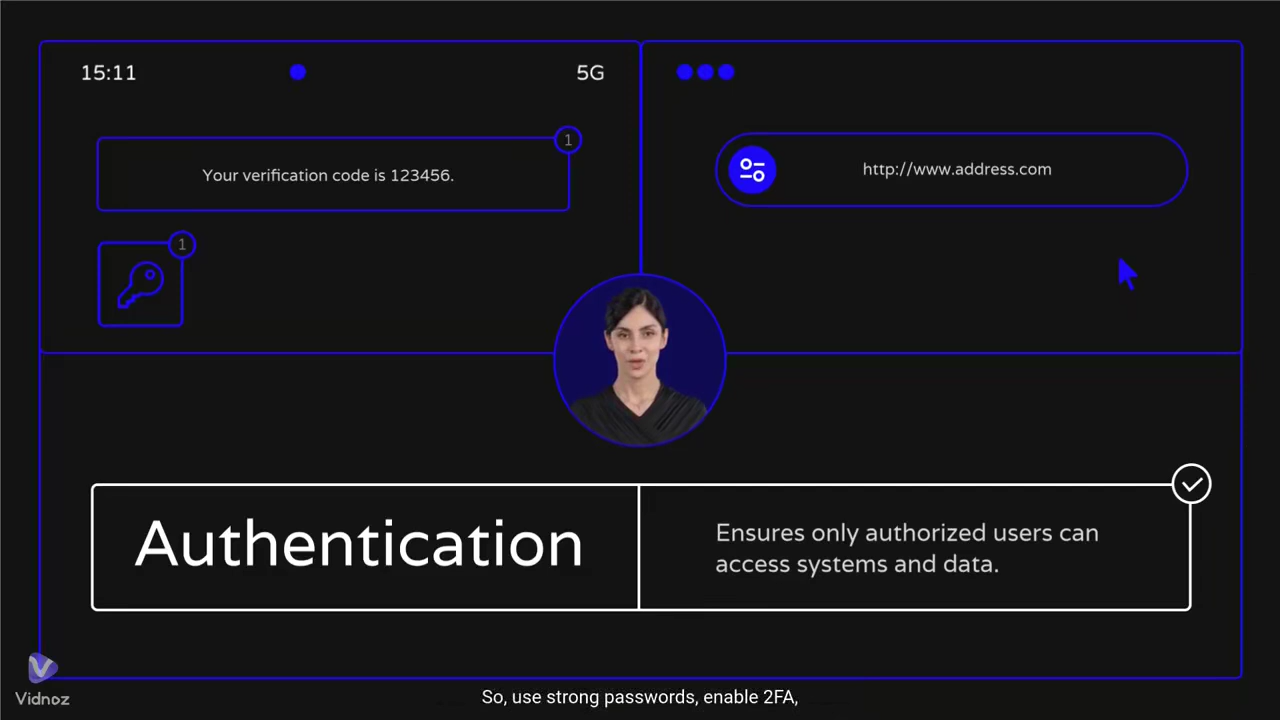 15:11
5G
1
Your verification code is 123456.
1
http://www.address.com
Authentication
Ensures only authorized users can
access systems and data.
Vidnoz
So, use strong passwords, enable 2FA,